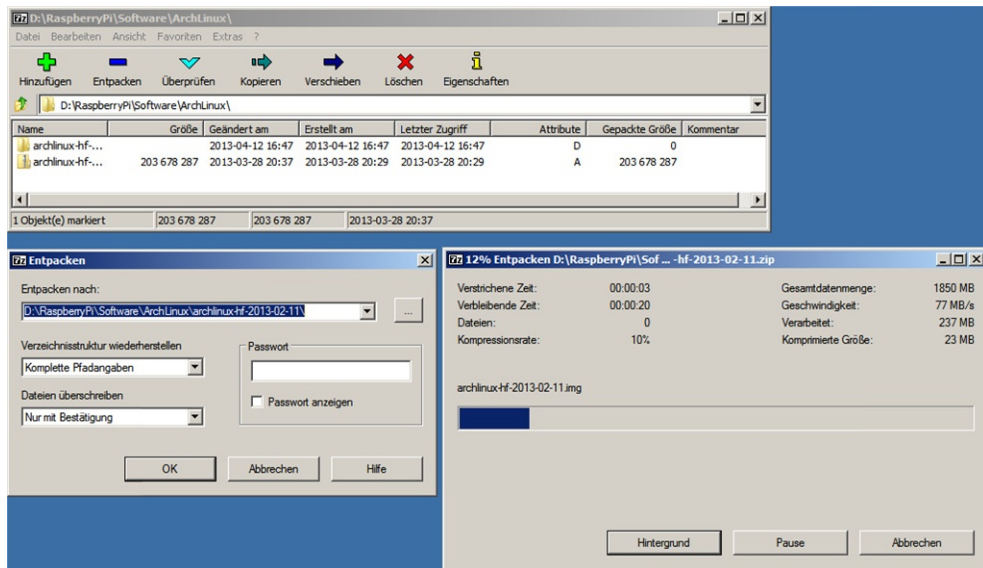 D:\RaspberryPi\Software\ArchLinux\
Datei Bearbeiten Ansicht Favoriten Extras ?
Hinzufügen Entpacken Überprüfen Kopieren Verschieben Löschen Eigenschaften
D:\RaspberryPi\Software\ArchLinux\
Name Größe Geändert am Erstellt am Letzter Zugriff Attribute Gepackte Größe Kommentar
archlinux-hf-... 2013-04-12 16:47 2013-04-12 16:47 2013-04-12 16:47 D 0
archlinux-hf-... 203 678 287 2013-03-28 20:37 2013-03-28 20:29 2013-03-28 20:29 A 203 678 287
1 Objekt(e) markiert 203 678 287 203 678 287 2013-03-28 20:37
Entpacken
Entpacken nach:
D:\RaspberryPi\Software\ArchLinux\archlinux-hf-2013-02-11\
...
Verzeichnisstruktur wiederherstellen
Komplette Pfadangaben
Dateien überschreiben
Nur mit Bestätigung
Passwort
Passwort anzeigen
OK Abbrechen Hilfe
12% Entpacken D:\RaspberryPi\Sof ... -hf-2013-02-11.zip
Verstrichene Zeit: 00:00:03 Gesamtdatenmenge: 1850 MB
Verbleibende Zeit: 00:00:20 Geschwindigkeit: 77 MB/s
Dateien: 0 Verarbeitet: 237 MB
Kompressionsrate: 10% Komprimierte Größe: 23 MB
archlinux-hf-2013-02-11.img
Hintergrund Pause Abbrechen